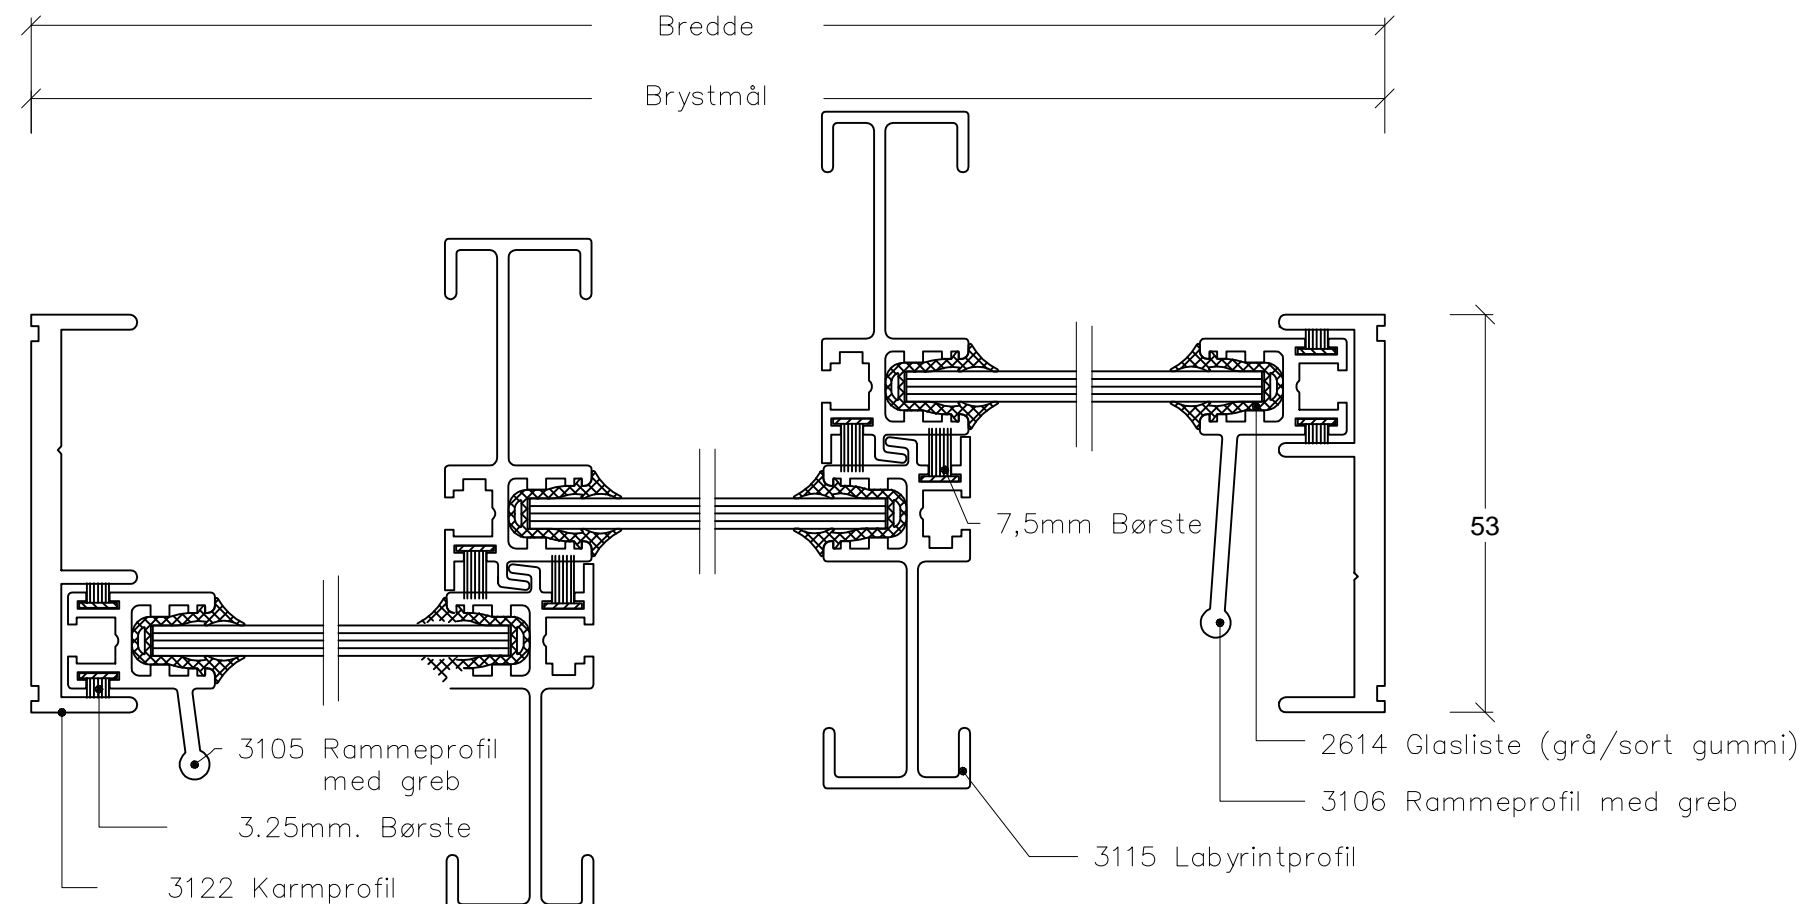 Bredde
Brystmål
7,5mm Børste
53
3105 Rammeprofil
med greb
2614 Glasliste (grå/sort gummi)
3106 Rammeprofil med greb
3.25mm. Børste
3115 Labyrintprofil
3122 Karmprofil